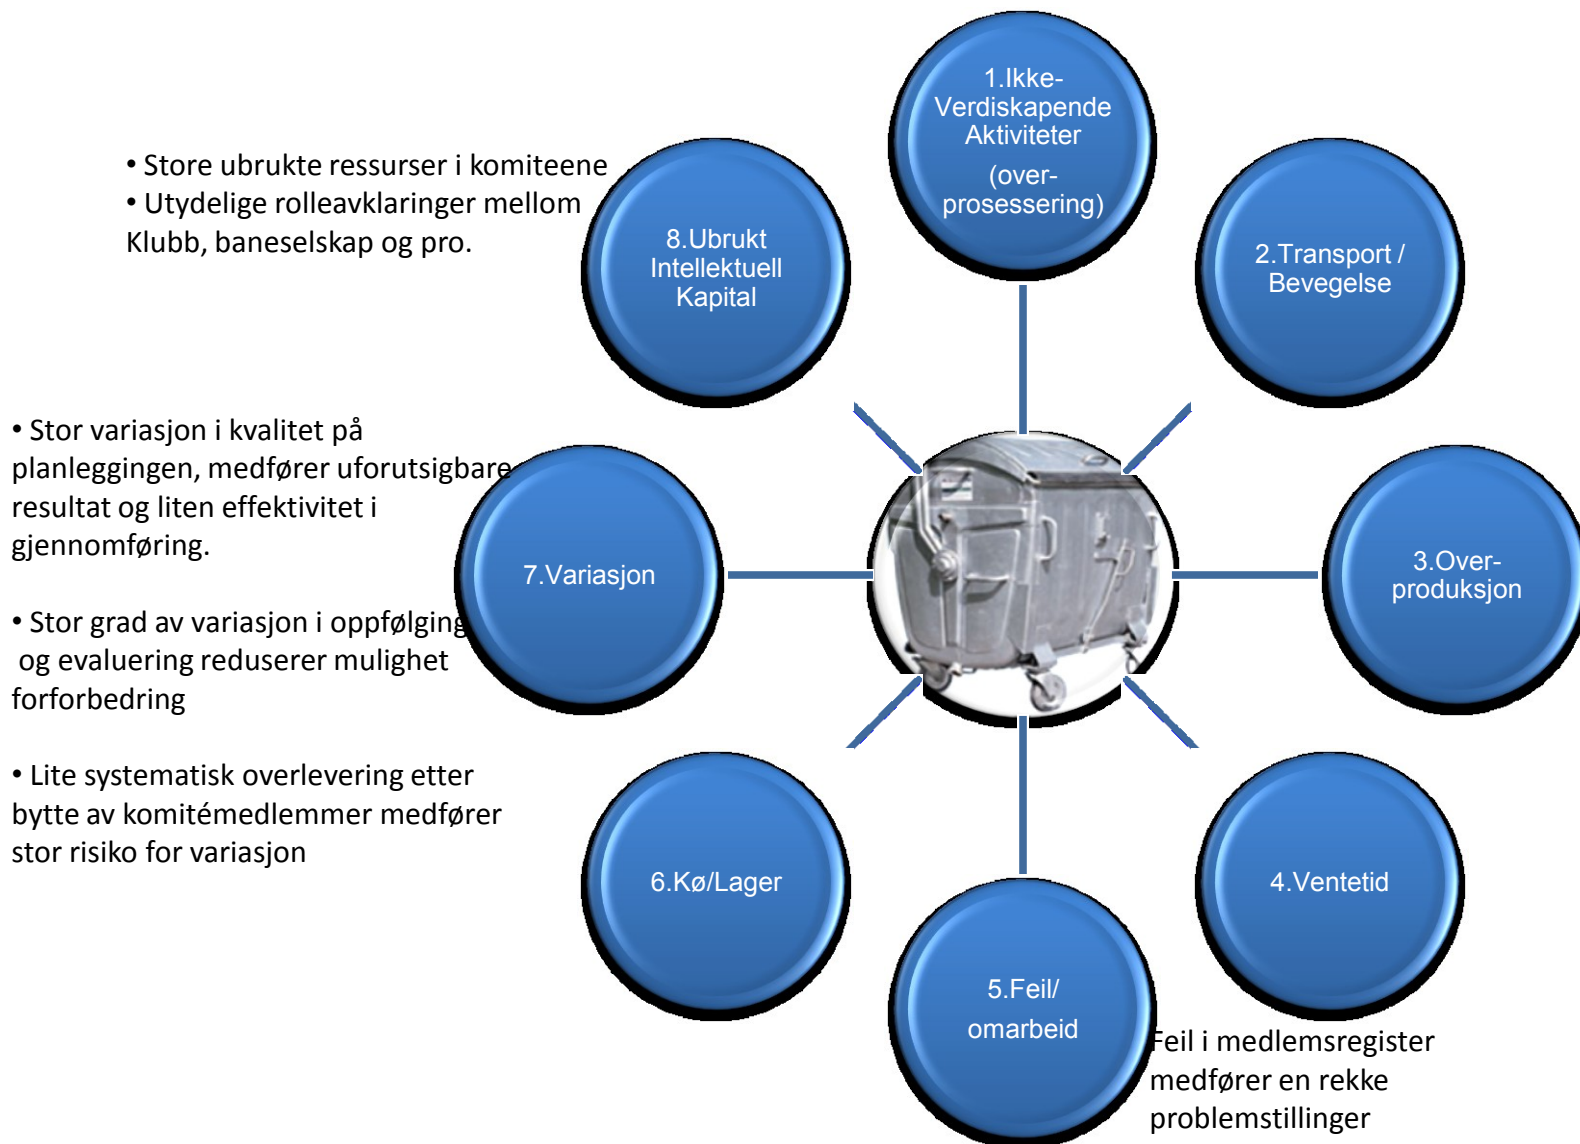 1.Ikke-
Verdiskapende
Aktiviteter
(over-
prosessering)
2.Transport /
Bevegelse
3.Over-
produksjon
4.Ventetid
5.Feil/
omarbeid
Feil i medlemsregister
medfører en rekke
problemstillinger
6.Kø/Lager
7.Variasjon
• Stor variasjon i kvalitet på
planleggingen, medfører uforutsigbare
resultat og liten effektivitet i
gjennomføring.
• Stor grad av variasjon i oppfølging
og evaluering reduserer mulighet
forforbedring
• Lite systematisk overlevering etter
bytte av komitémedlemmer medfører
stor risiko for variasjon
8.Ubrukt
Intellektuell
Kapital
• Store ubrukte ressurser i komiteene
• Utydelige rolleavklaringer mellom
Klubb, baneselskap og pro.